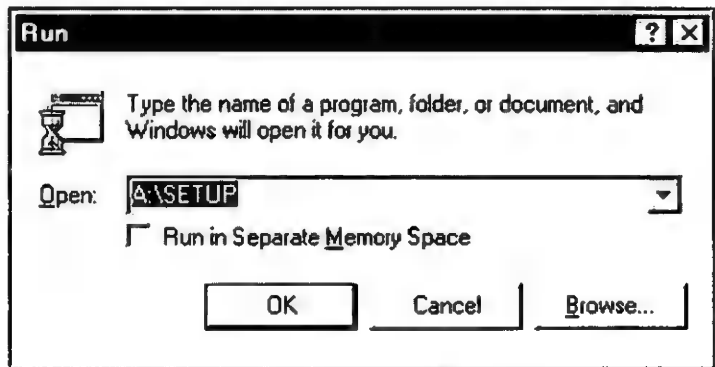 Run
Type the name of a program, folder, or document, and
Windows will open it for you.
Open: A:\SETUP
Run in Separate Memory Space
OK Cancel Browse...